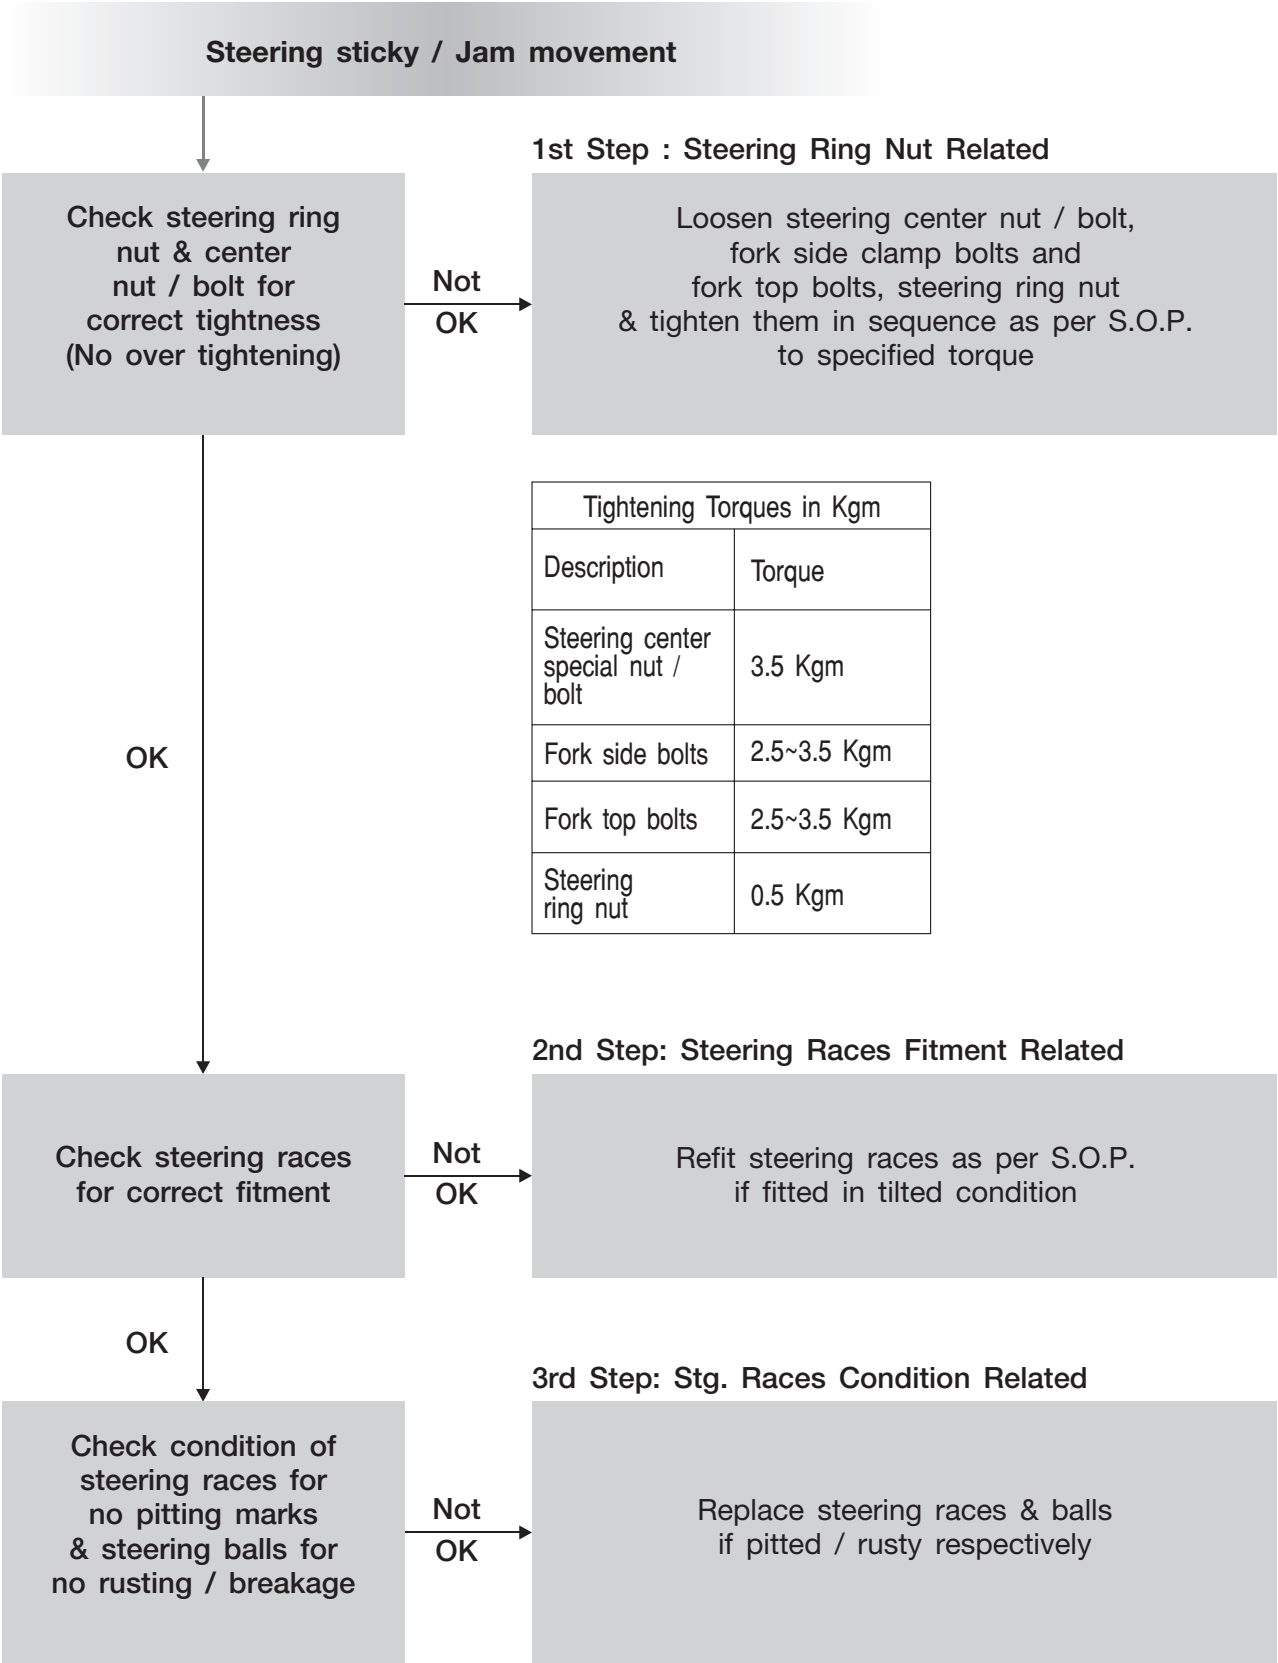 Steering sticky / Jam movement
1st Step : Steering Ring Nut Related
Check steering ring
nut & center
nut / bolt for
correct tightness
(No over tightening)
Not
OK
Loosen steering center nut / bolt,
fork side clamp bolts and
fork top bolts, steering ring nut
& tighten them in sequence as per S.O.P.
to specified torque
Tightening Torques in Kgm
Description Torque
Steering center
special nut /
bolt
3.5 Kgm
Fork side bolts 2.5~3.5 Kgm
Fork top bolts 2.5~3.5 Kgm
Steering
ring nut
0.5 Kgm
OK
2nd Step: Steering Races Fitment Related
Check steering races
for correct fitment
Not
OK
Refit steering races as per S.O.P.
if fitted in tilted condition
OK
3rd Step: Stg. Races Condition Related
Check condition of
steering races for
no pitting marks
& steering balls for
no rusting / breakage
Not
OK
Replace steering races & balls
if pitted / rusty respectively